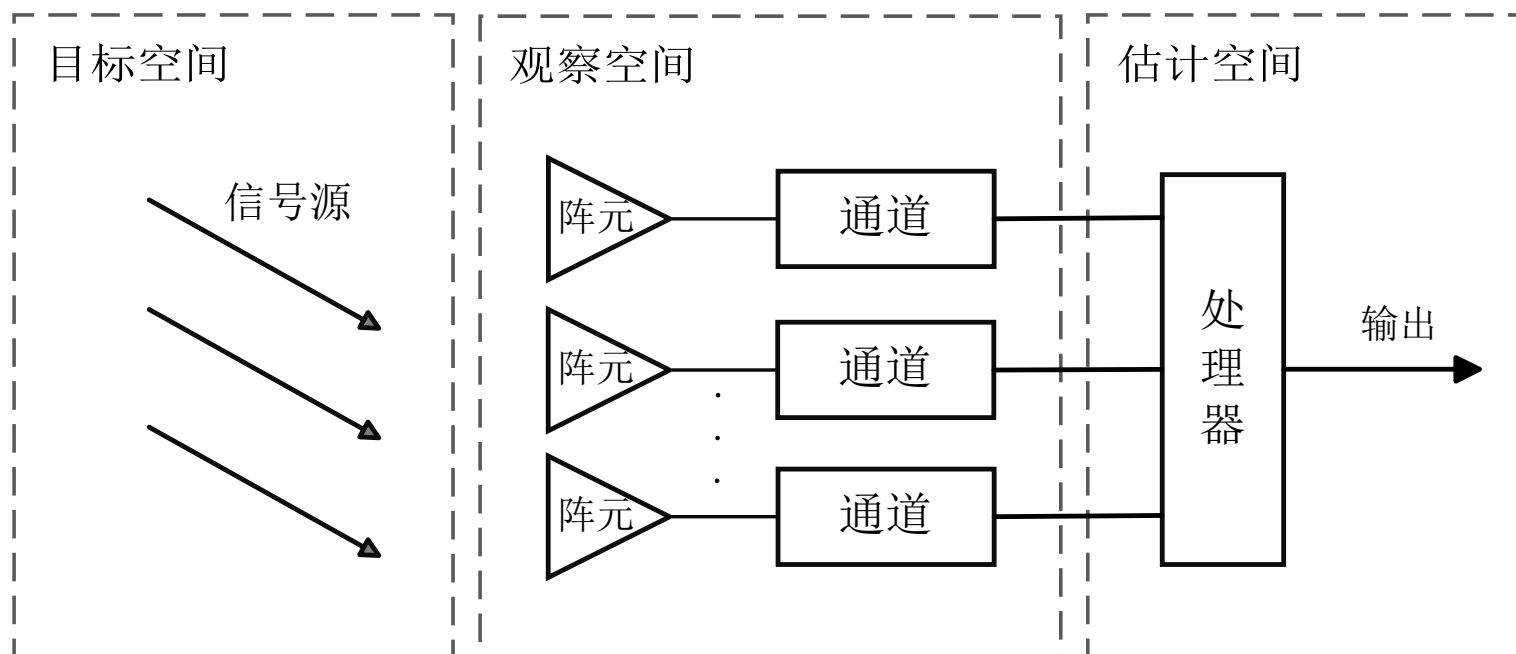 目标空间
信号源
观察空间
阵元
通道
阵元
通道
阵元
通道
估计空间
处
理
器
输出